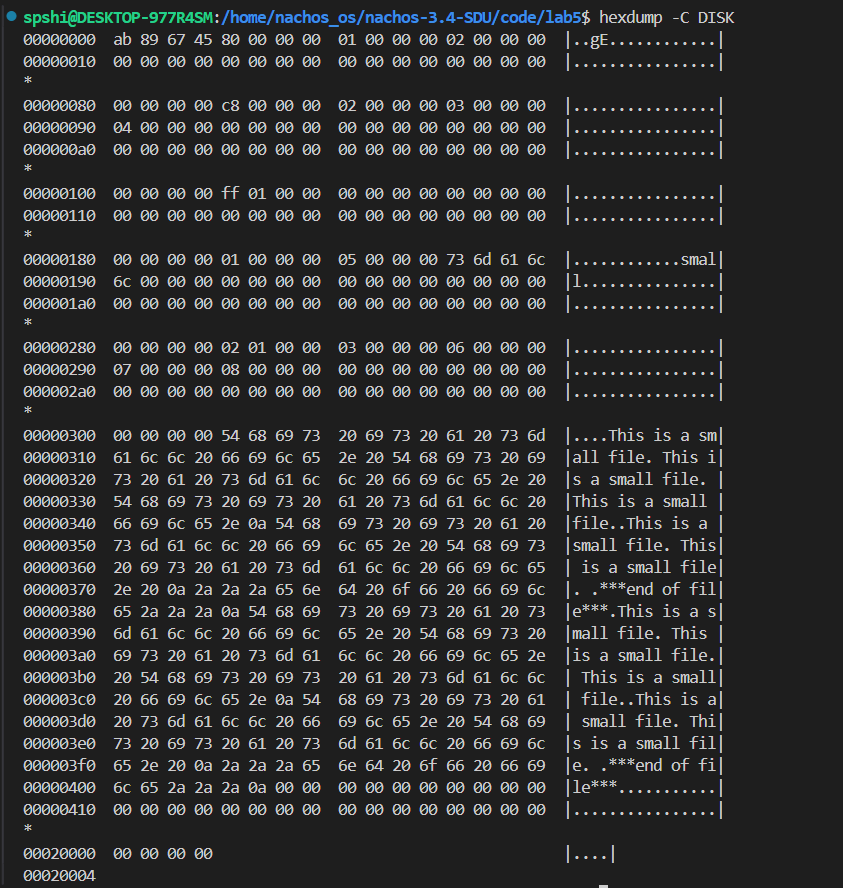 spshi@DESKTOP-977R4SM:/home/nachos_os/nachos-3.4-SDU/code/lab5$ hexdump -C DISK
00000000  ab 89 67 45 80 00 00 00  01 00 00 00 02 00 00 00  |..gE............|
00000010  00 00 00 00 00 00 00 00  00 00 00 00 00 00 00 00  |................|
*
00000080  00 00 00 00 c8 00 00 00  02 00 00 00 03 00 00 00  |................|
00000090  04 00 00 00 00 00 00 00  00 00 00 00 00 00 00 00  |................|
000000a0  00 00 00 00 00 00 00 00  00 00 00 00 00 00 00 00  |................|
*
00000100  00 00 00 00 ff 01 00 00  00 00 00 00 00 00 00 00  |................|
00000110  00 00 00 00 00 00 00 00  00 00 00 00 00 00 00 00  |................|
*
00000180  00 00 00 00 01 00 00 00  05 00 00 00 73 6d 61 6c  |............smal|
00000190  6c 00 00 00 00 00 00 00  00 00 00 00 00 00 00 00  |l...............|
000001a0  00 00 00 00 00 00 00 00  00 00 00 00 00 00 00 00  |................|
*
00000280  00 00 00 00 02 01 00 00  03 00 00 00 06 00 00 00  |................|
00000290  07 00 00 00 08 00 00 00  00 00 00 00 00 00 00 00  |................|
000002a0  00 00 00 00 00 00 00 00  00 00 00 00 00 00 00 00  |................|
*
00000300  00 00 00 00 54 68 69 73  20 69 73 20 61 20 73 6d  |....This is a sm|
00000310  61 6c 6c 20 66 69 6c 65  2e 20 54 68 69 73 20 69  |all file. This i|
00000320  73 20 61 20 73 6d 61 6c  6c 20 66 69 6c 65 2e 20  |s a small file. |
00000330  54 68 69 73 20 69 73 20  61 20 73 6d 61 6c 6c 20  |This is a small |
00000340  66 69 6c 65 2e 0a 54 68  69 73 20 69 73 20 61 20  |file..This is a |
00000350  73 6d 61 6c 6c 20 66 69  6c 65 2e 20 54 68 69 73  |small file. This|
00000360  20 69 73 20 61 20 73 6d  61 6c 6c 20 66 69 6c 65  | is a small file|
00000370  2e 20 0a 2a 2a 2a 65 6e  64 20 6f 66 20 66 69 6c  |. .***end of fil|
00000380  65 2a 2a 2a 0a 54 68 69  73 20 69 73 20 61 20 73  |e***.This is a s|
00000390  6d 61 6c 6c 20 66 69 6c  65 2e 20 54 68 69 73 20  |mall file. This |
000003a0  69 73 20 61 20 73 6d 61  6c 6c 20 66 69 6c 65 2e  |is a small file.|
000003b0  20 54 68 69 73 20 69 73  20 61 20 73 6d 61 6c 6c  | This is a small|
000003c0  20 66 69 6c 65 2e 0a 54  68 69 73 20 69 73 20 61  | file..This is a|
000003d0  20 73 6d 61 6c 6c 20 66  69 6c 65 2e 20 54 68 69  | small file. Thi|
000003e0  73 20 69 73 20 61 20 73  6d 61 6c 6c 20 66 69 6c  |s is a small fil|
000003f0  65 2e 20 0a 2a 2a 2a 65  6e 64 20 6f 66 20 66 69  |e. .***end of fi|
00000400  6c 65 2a 2a 2a 0a 00 00  00 00 00 00 00 00 00 00  |le***...........|
00000410  00 00 00 00 00 00 00 00  00 00 00 00 00 00 00 00  |................|
*
00020000  00 00 00 00                                       |....|
00020004